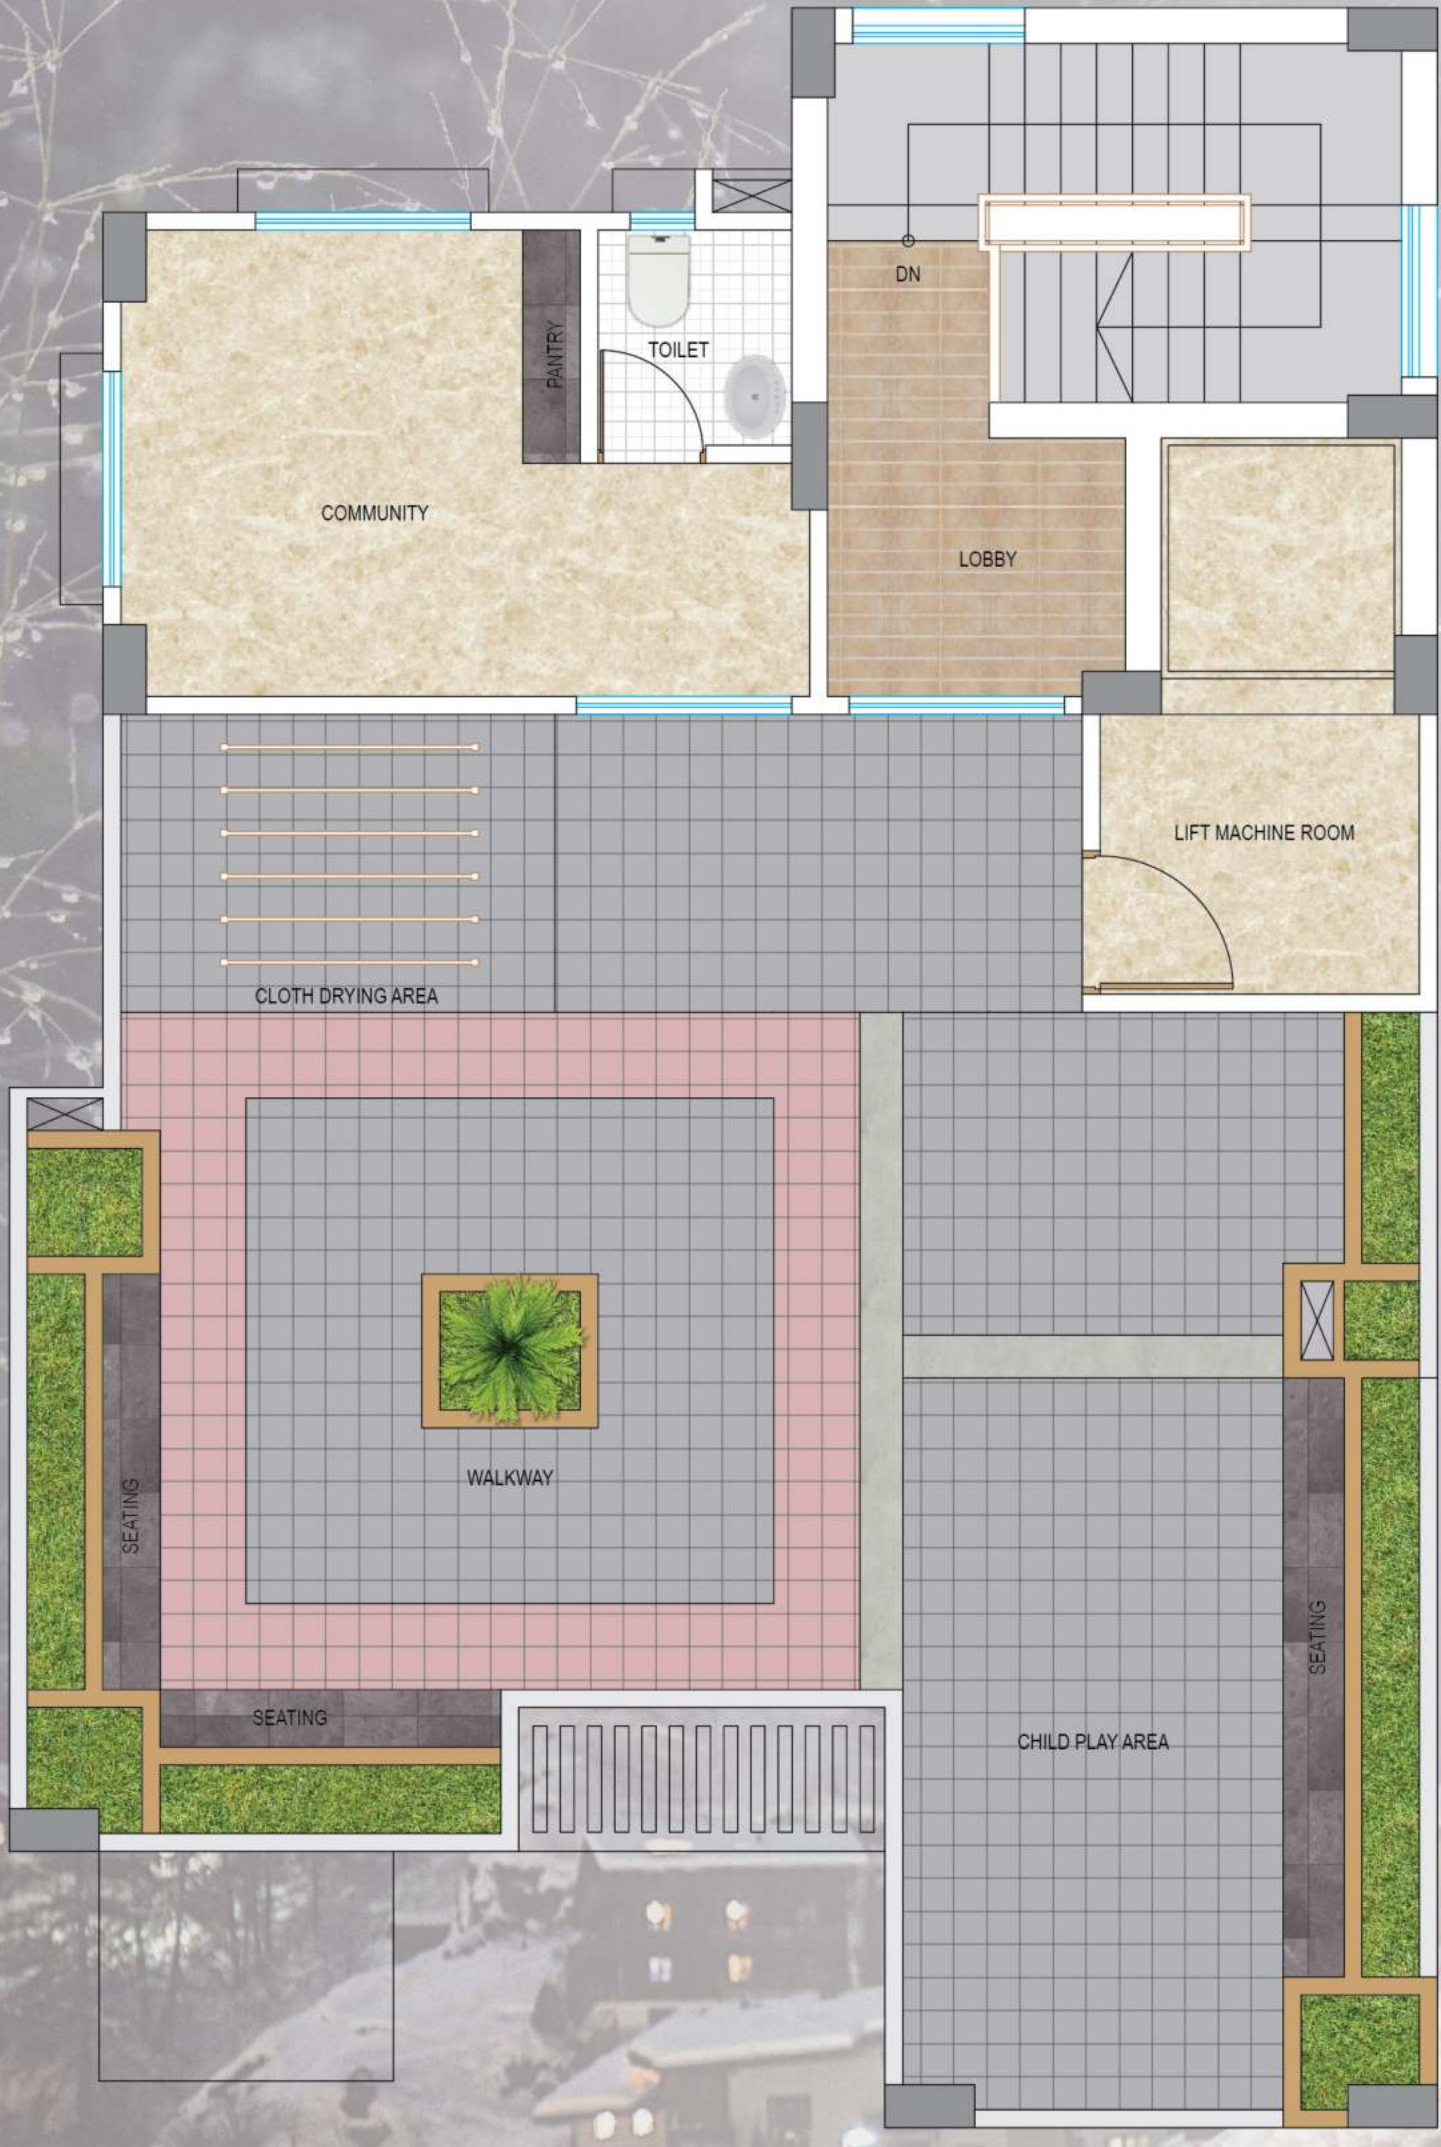 DN
TOILET
PANTRY
COMMUNITY
LOBBY
LIFT MACHINE ROOM
CLOTH DRYING AREA
WALKWAY
SEATING
SEATING
SEATING
CHILD PLAY AREA